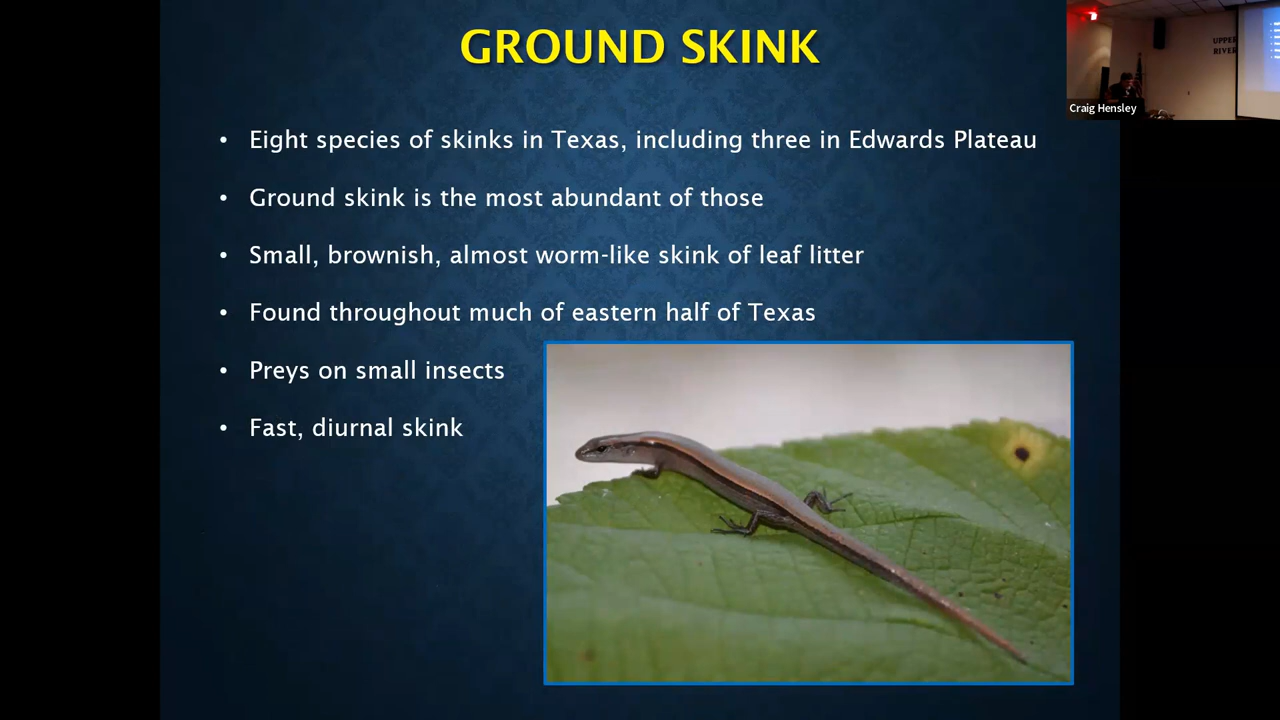 GROUND SKINK
• Eight species of skinks in Texas, including three in Edwards Plateau
• Ground skink is the most abundant of those
• Small, brownish, almost worm-like skink of leaf litter
• Found throughout much of eastern half of Texas
• Preys on small insects
• Fast, diurnal skink
UPPER
RIVER
Craig Hensley